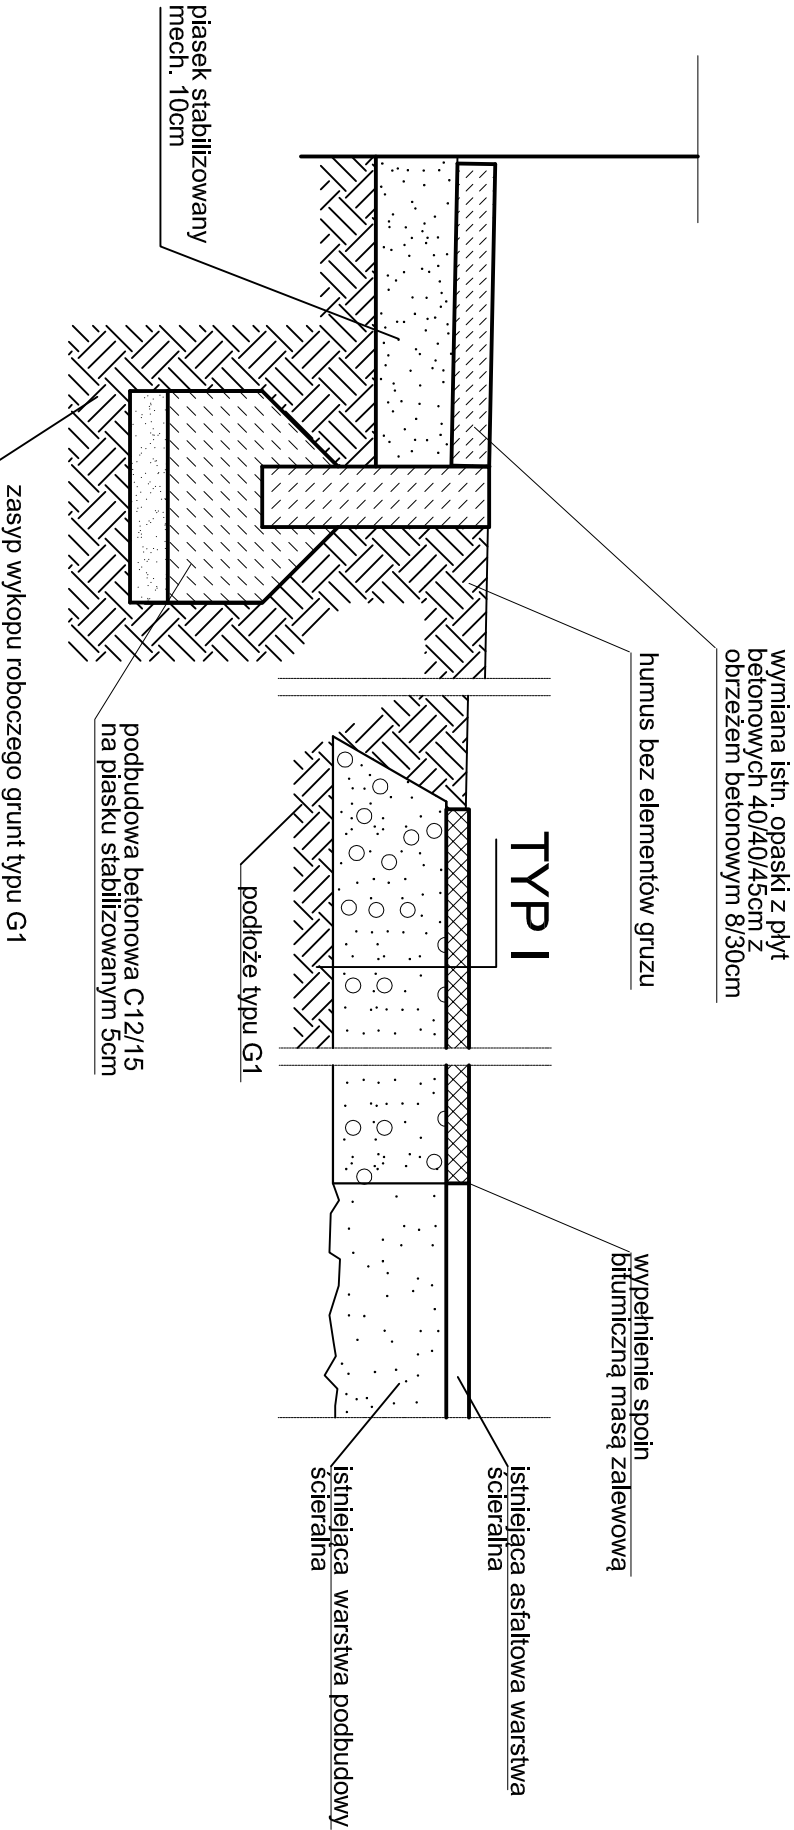 wymiana istn. opaski z płyt
betonowych 40/40/45cm z
obrzeżem betonowym 8/30cm
humus bez elementów gruzu
wypełnienie spoin
bitumiczną masą zalewową
TYP I
istniejąca asfaltowa warstwa
ścieralna
istniejąca warstwa podbudowy
ścieralna
piasek stabilizowany
mech. 10cm
podłoże typu G1
podbudowa betonowa C12/15
na piasku stabilizowanym 5cm
zasyp wykopu roboczego grunt typu G1